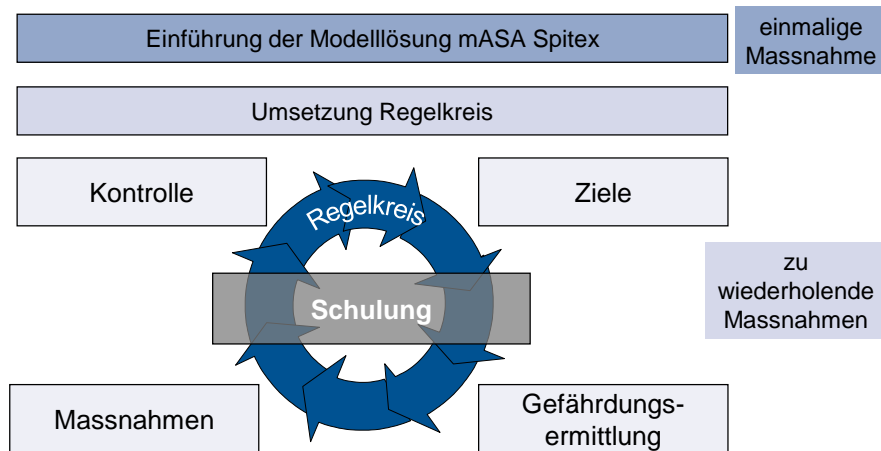 Einführung der Modelllösung mASA Spitex
einmalige
Massnahme
Umsetzung Regelkreis
Kontrolle
Regelkreis
Ziele
zu
wiederholende
Massnahmen
Schulung
Massnahmen
Gefährdungs-
ermittlung